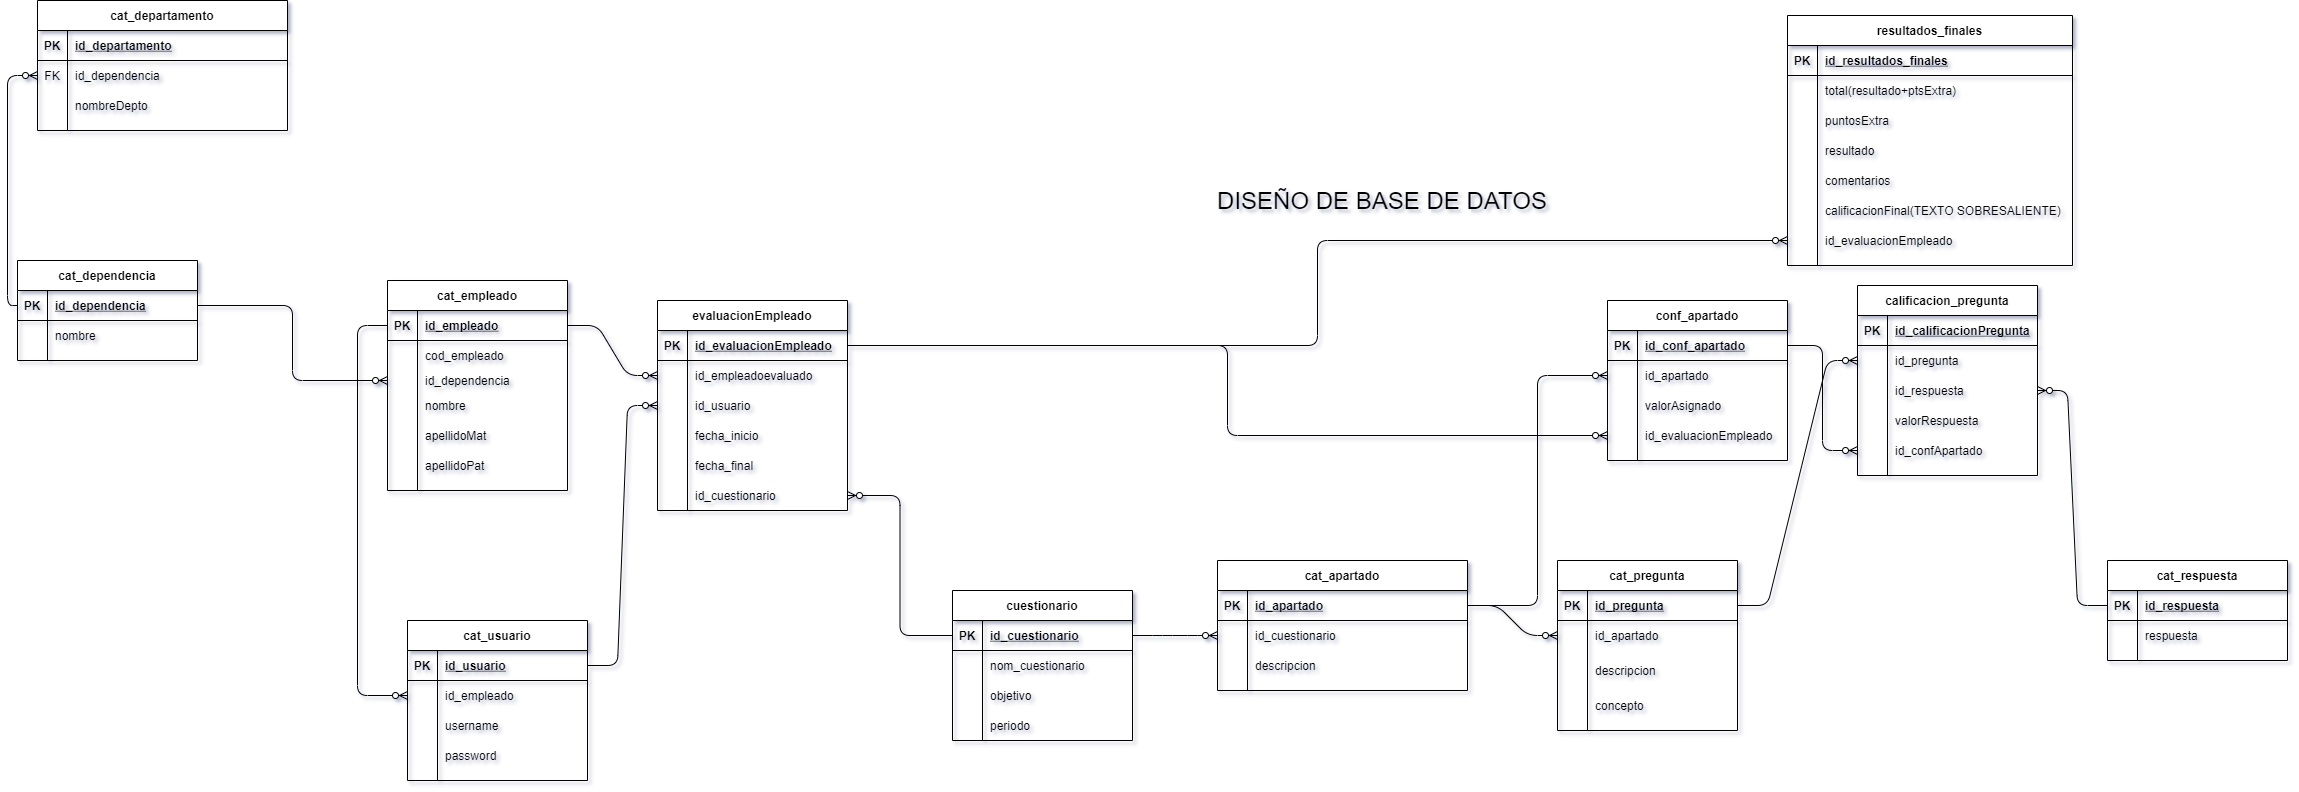 cat_departamento
PK id_departamento
FK id_dependencia
nombreDepto
resultados_finales
PK id_resultados_finales
total(resultado+ptsExtra)
puntosExtra
resultado
comentarios
calificacionFinal(TEXTO SOBRESALIENTE)
id_evaluacionEmpleado
DISEÑO DE BASE DE DATOS
cat_dependencia
PK id_dependencia
nombre
cat_empleado
PK id_empleado
cod_empleado
id_dependencia
nombre
apellidoMat
apellidoPat
evaluacionEmpleado
PK id_evaluacionEmpleado
id_empleadoevaluado
id_usuario
fecha_inicio
fecha_final
id_cuestionario
conf_apartado
PK id_conf_apartado
id_apartado
valorAsignado
id_evaluacionEmpleado
calificacion_pregunta
PK id_calificacionPregunta
id_pregunta
id_respuesta
valorRespuesta
id_confApartado
cat_usuario
PK id_usuario
id_empleado
username
password
cuestionario
PK id_cuestionario
nom_cuestionario
objetivo
periodo
cat_apartado
PK id_apartado
id_cuestionario
descripcion
cat_pregunta
PK id_pregunta
id_apartado
descripcion
concepto
cat_respuesta
PK id_respuesta
respuesta